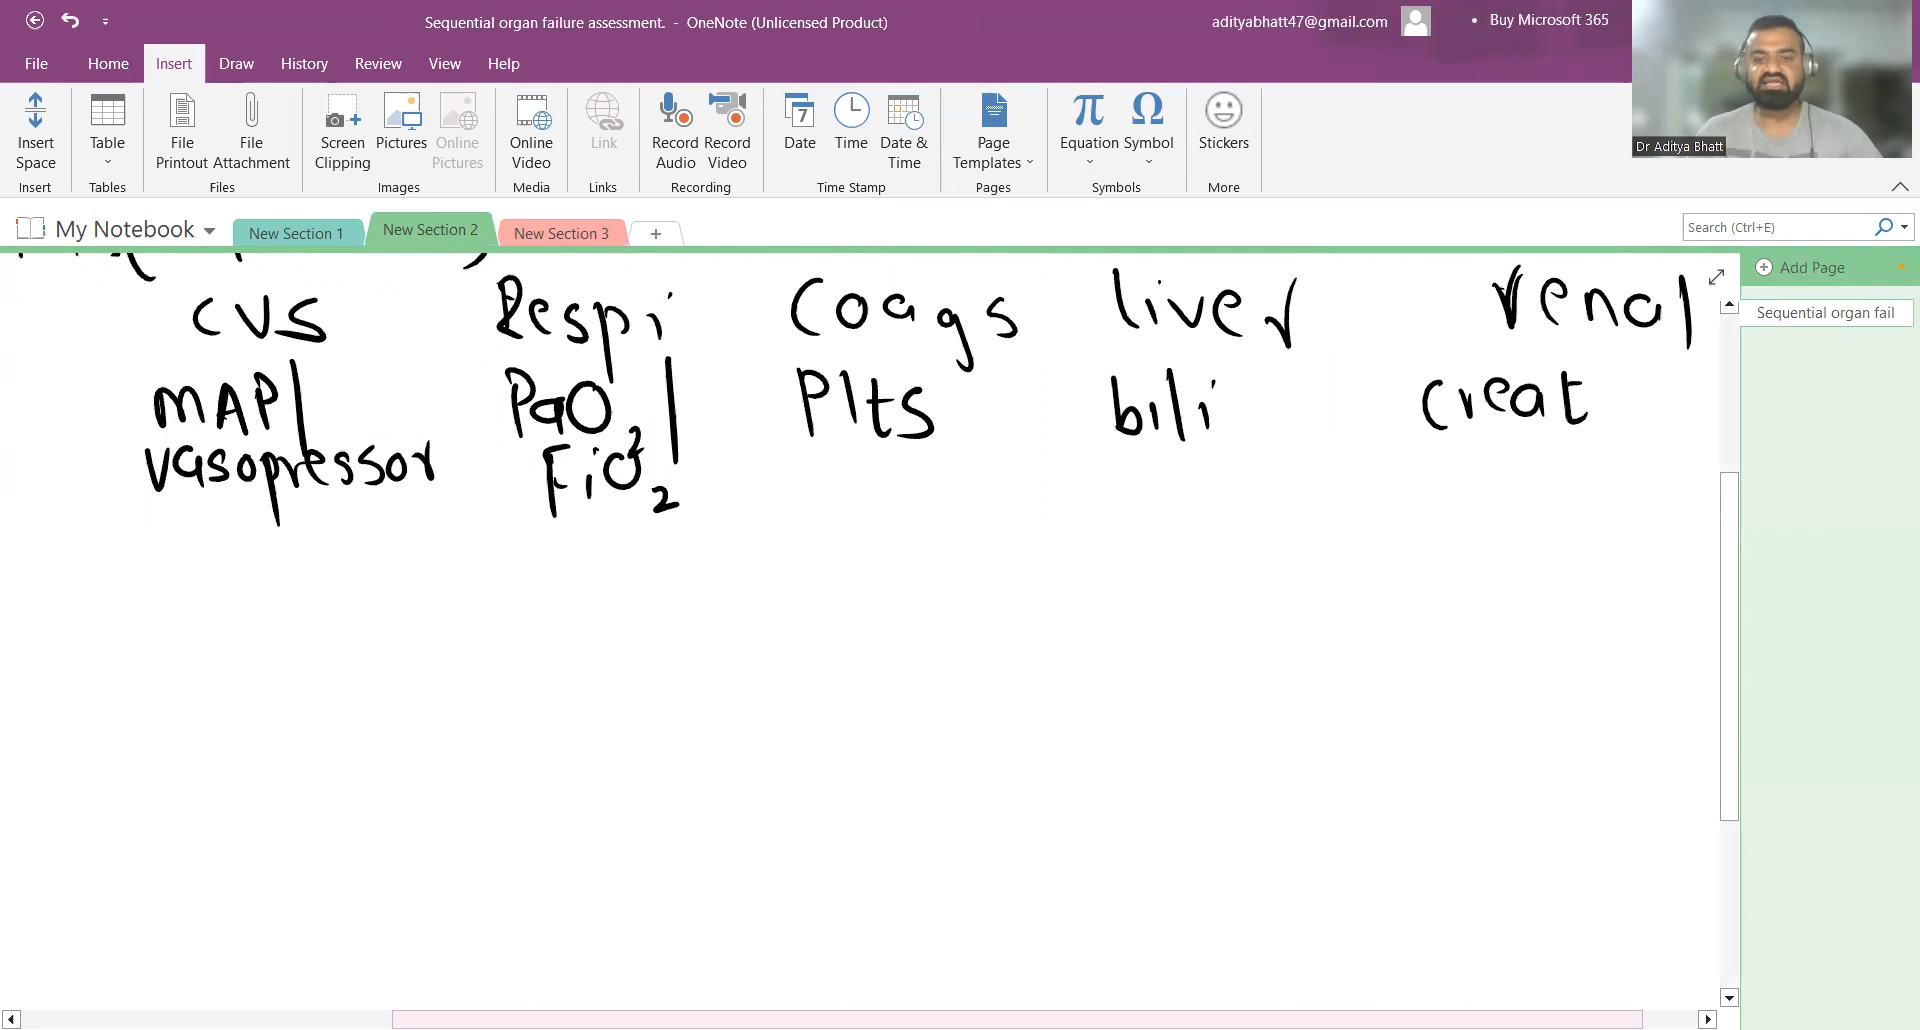 Sequential organ failure assessment. - OneNote (Unlicensed Product)
adityabhatt47@gmail.com
• Buy Microsoft 365
File Home Insert Draw History Review View Help
Insert Space
Table
File Printout
File Attachment
Screen Clipping
Pictures
Online Pictures
Online Video
Link
Record Audio
Record Video
7
Date
Time
Date & Time
Page Templates
π
Equation
Ω
Symbol
Stickers
Dr Aditya Bhatt
Insert Tables Files Images Media Links Recording Time Stamp Pages Symbols More
My Notebook New Section 1 New Section 2 New Section 3 +
Search (Ctrl+E)
Add Page
Sequential organ fail
CVS Respi Coags liver renal
MAP| PaO2| Plts bili creat
vasopressor FiO2